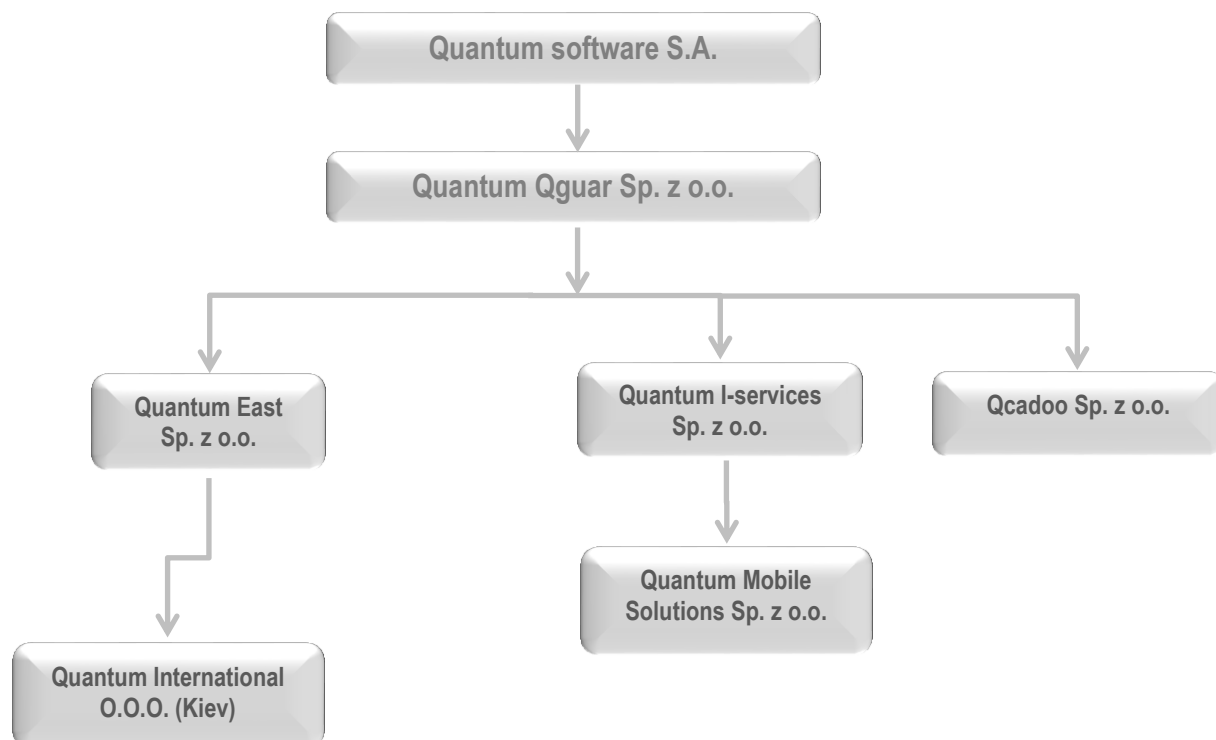 Quantum software S.A.
Quantum Qguar Sp. z o.o.
Quantum East
Sp. z o.o.
Quantum I-services
Sp. z o.o.
Qcadoo Sp. z o.o.
Quantum Mobile
Solutions Sp. z o.o.
Quantum International
O.O.O. (Kiev)